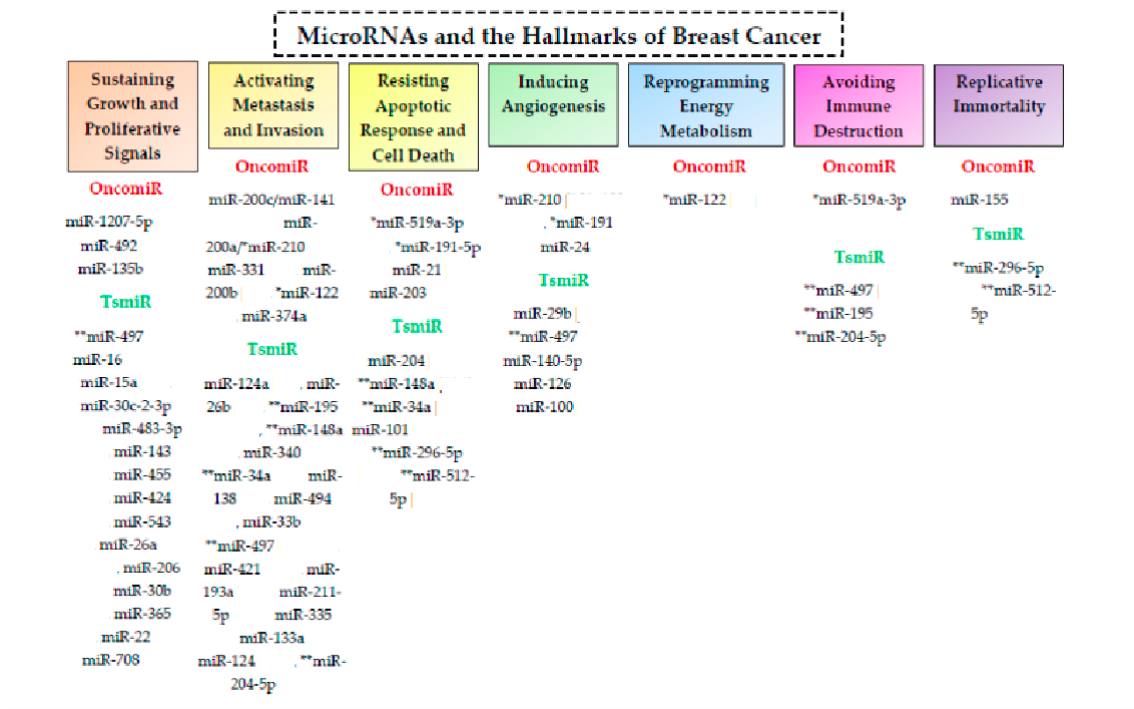 MicroRNAs and the Hallmarks of Breast Cancer
Sustaining
Growth and
Proliferative
Signals
OncomiR
miR-1207-5p
miR-492
miR-135b
TsmiR
**miR-497
miR-16
miR-15a
miR-30c-2-3p
miR-483-3p
miR-143
miR-455
miR-424
miR-543
miR-26a
, miR-206
miR-30b
miR-365
miR-22
miR-708
Activating
Metastasis
and Invasion
OncomiR
miR-200c/miR-141
miR-
200a/*miR-210
miR-331 miR-
200b *miR-122
miR-374a
TsmiR
miR-124a , miR-
26b **miR-195
, **miR-148a
miR-340
**miR-34a miR-
138 miR-494
, miR-33b
**miR-497
miR-421 miR-
193a miR-211-
5p miR-335
miR-133a
miR-124 , **miR-
204-5p
Resisting
Apoptotic
Response and
Cell Death
OncomiR
*miR-519a-3p
*miR-191-5p
miR-21
miR-203
TsmiR
miR-204
**miR-148a ,
**miR-34a
miR-101
**miR-296-5p
**miR-512-
5p
Inducing
Angiogenesis
OncomiR
*miR-210
, *miR-191
miR-24
TsmiR
miR-29b
**miR-497
miR-140-5p
miR-126
miR-100
Reprogramming
Energy
Metabolism
OncomiR
*miR-122
Avoiding
Immune
Destruction
OncomiR
*miR-519a-3p
TsmiR
**miR-497
**miR-195
**miR-204-5p
Replicative
Immortality
OncomiR
miR-155
TsmiR
**miR-296-5p
**miR-512-
5p